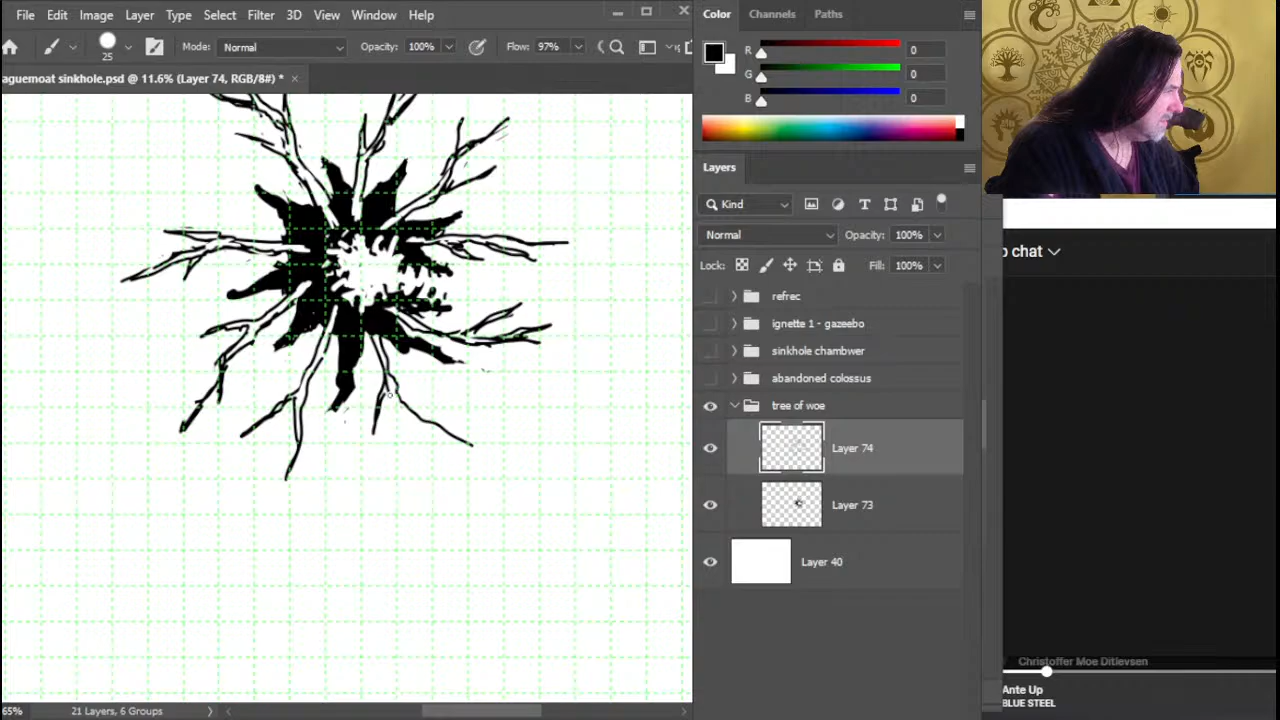 File Edit Image Layer Type Select Filter 3D View Window Help
25 Mode: Normal Opacity: 100% Flow: 97%
aguemoat sinkhole.psd @ 11.6% (Layer 74, RGB/8#) *
Color Channels Paths
R 0
G 0
B 0
Layers
Kind
Normal Opacity: 100%
Lock: Fill: 100%
refrec
ignette 1 - gazeebo
sinkhole chambwer
abandoned colossus
tree of woe
Layer 74
Layer 73
Layer 40
65% 21 Layers, 6 Groups
p chat
Christoffer Moe Ditlevsen
Ante Up
BLUE STEEL